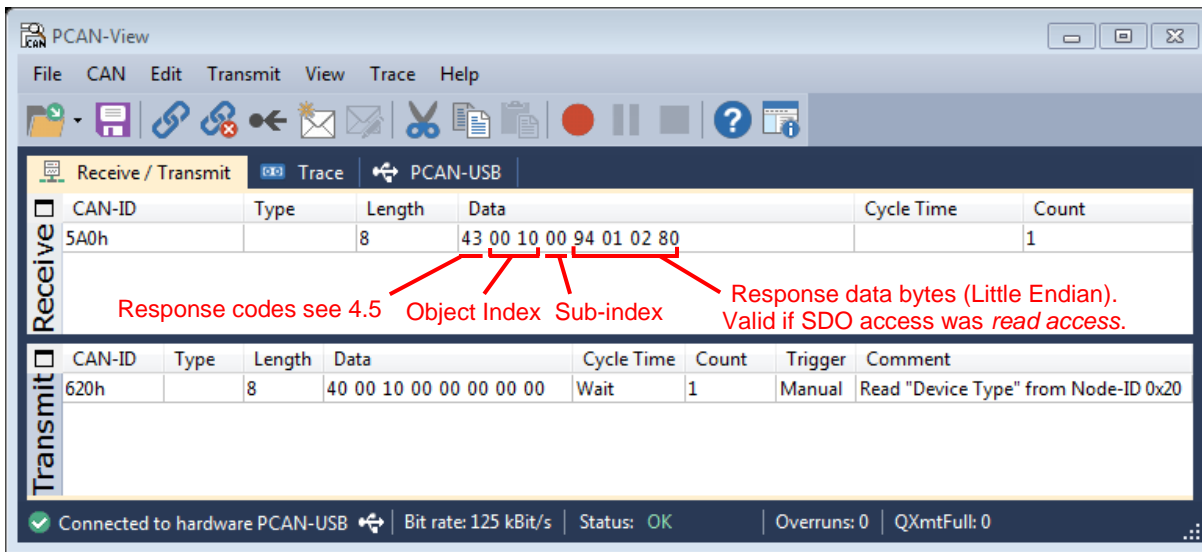 PCAN-View
File CAN Edit Transmit View Trace Help
Receive / Transmit Trace PCAN-USB
CAN-ID Type Length Data Cycle Time Count
5A0h 8 43 00 10 00 94 01 02 80 1
Response codes see 4.5 Object Index Sub-index Response data bytes (Little Endian).
Valid if SDO access was read access.
Receive
CAN-ID Type Length Data Cycle Time Count Trigger Comment
620h 8 40 00 10 00 00 00 00 00 Wait 1 Manual Read "Device Type" from Node-ID 0x20
Transmit
Connected to hardware PCAN-USB Bit rate: 125 kBit/s Status: OK Overruns: 0 QXmtFull: 0